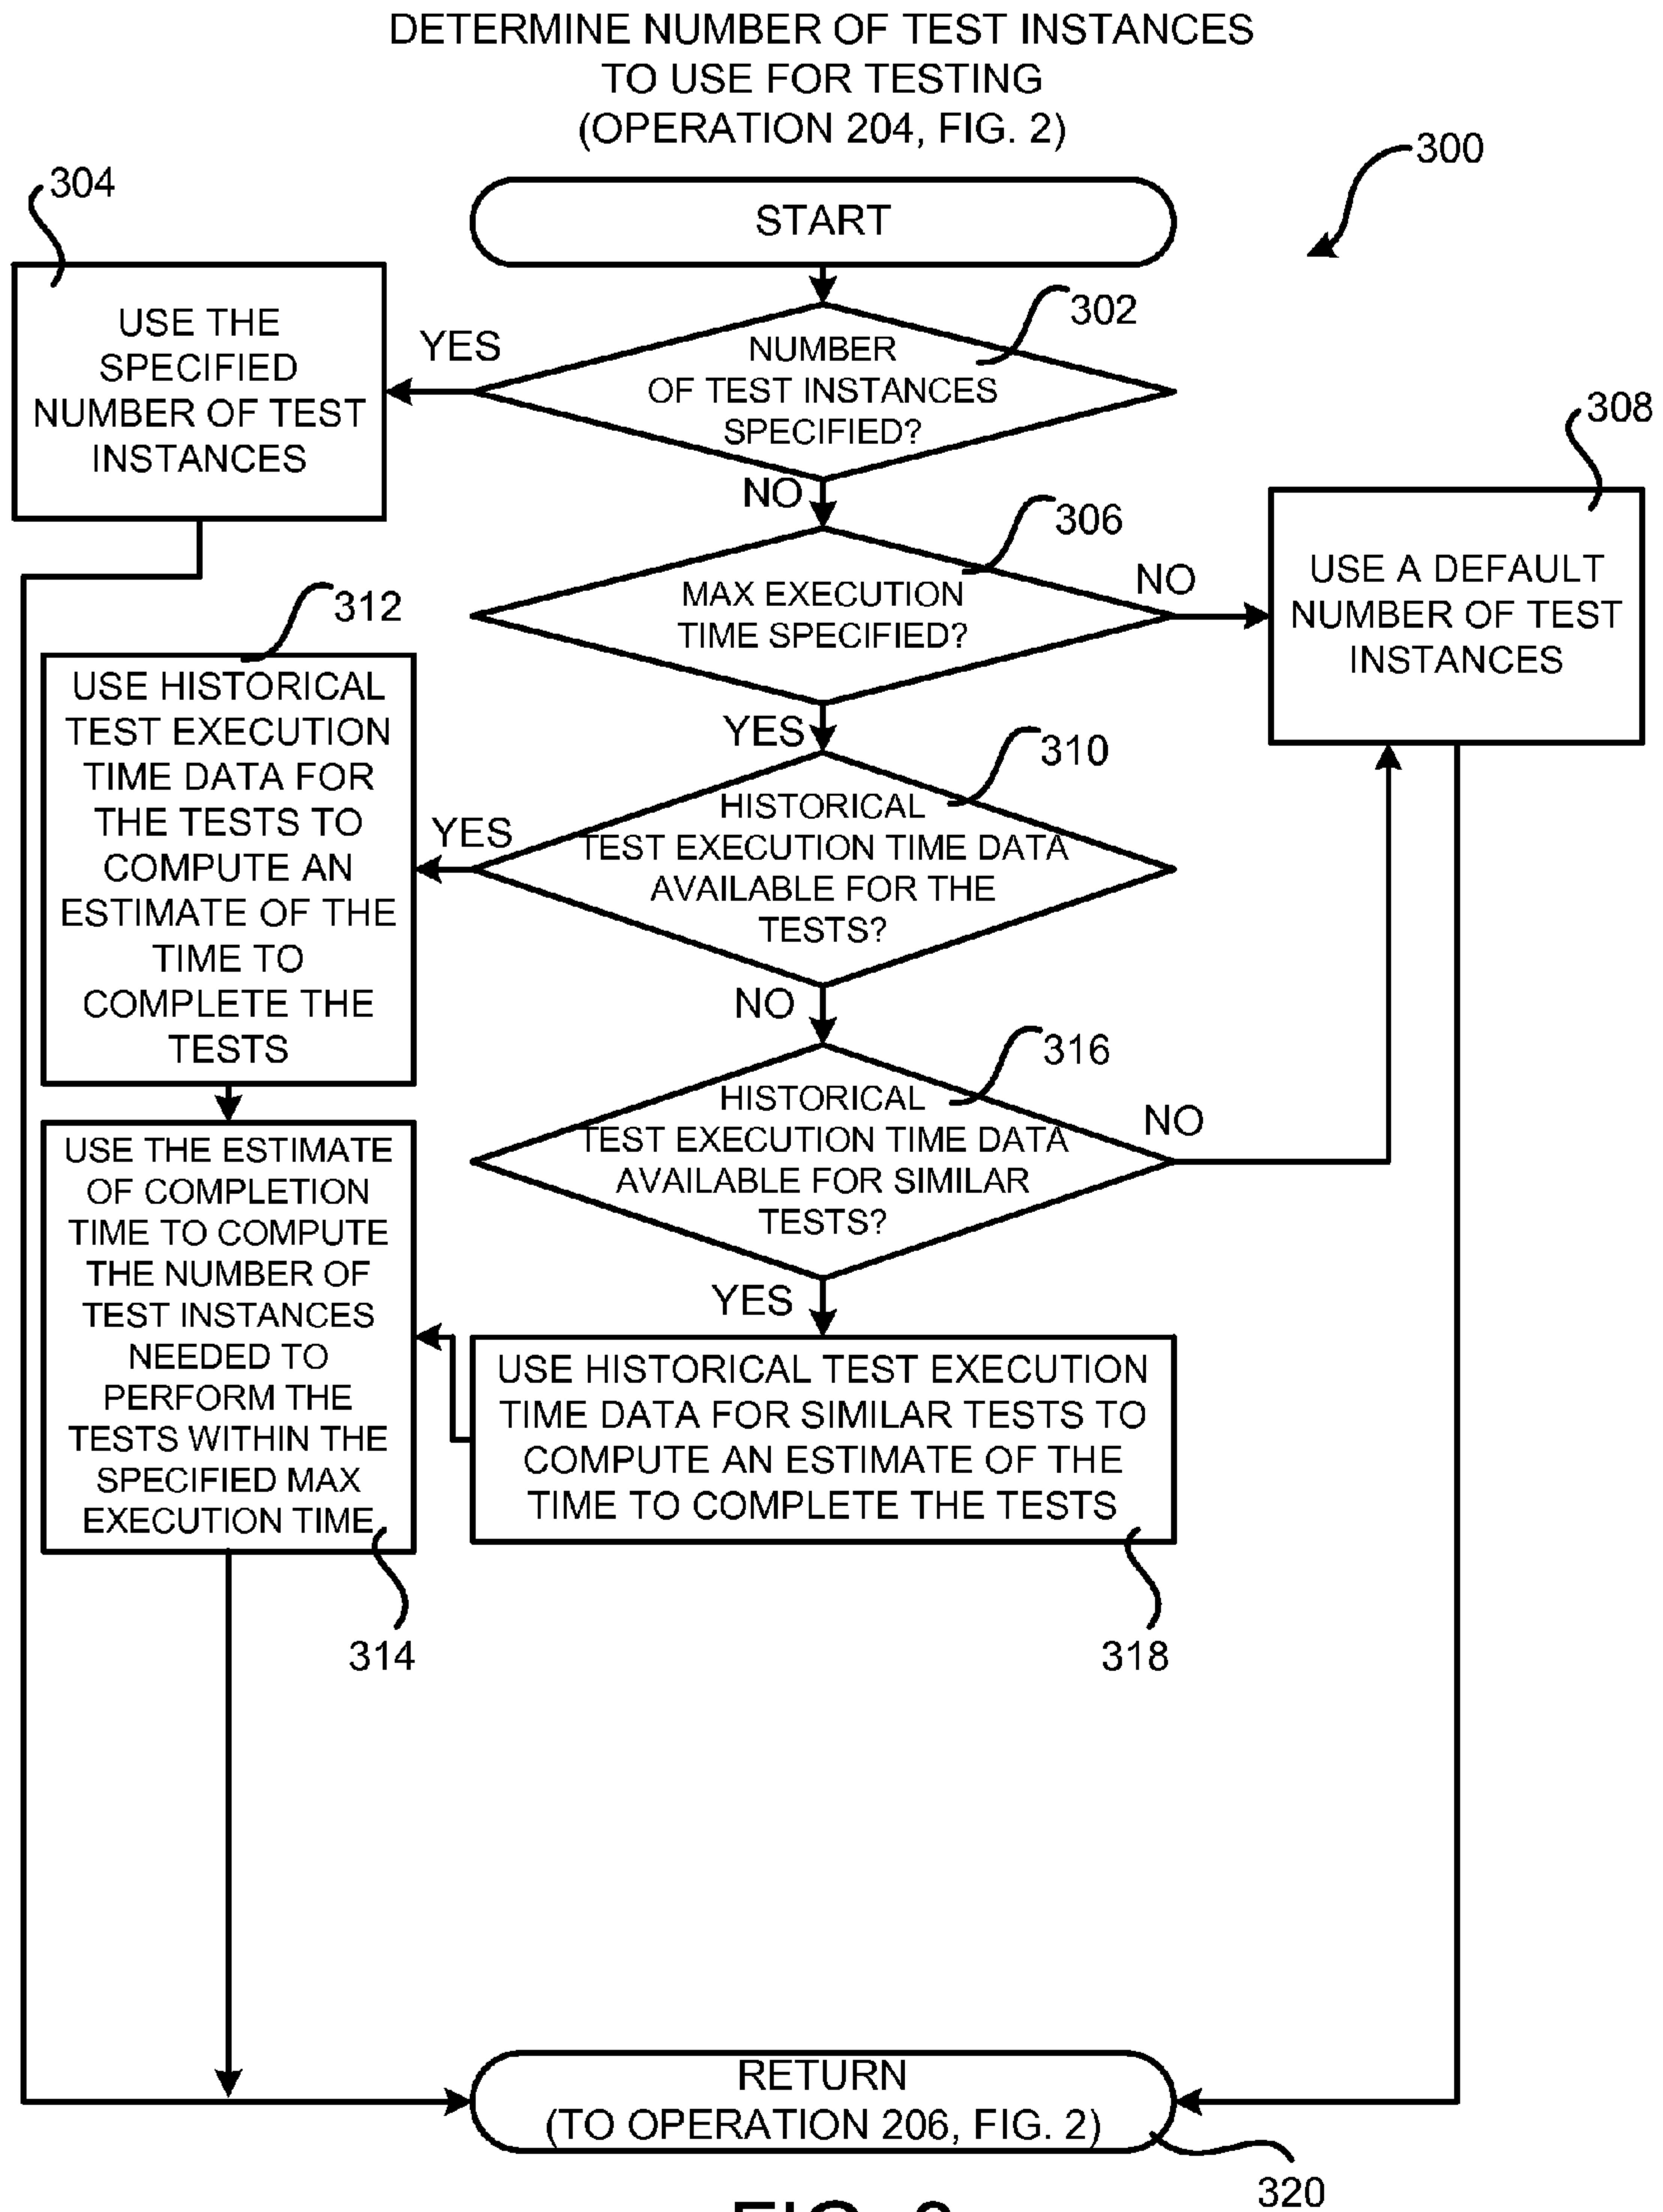 DETERMINE NUMBER OF TEST INSTANCES
TO USE FOR TESTING
(OPERATION 204, FIG. 2)
300
304
START
302
USE THE
SPECIFIED
NUMBER OF TEST
INSTANCES
YES
NUMBER
OF TEST INSTANCES
SPECIFIED?
308
NO
306
MAX EXECUTION
TIME SPECIFIED?
NO
USE A DEFAULT
NUMBER OF TEST
INSTANCES
312
USE HISTORICAL
TEST EXECUTION
TIME DATA FOR
THE TESTS TO
COMPUTE AN
ESTIMATE OF THE
TIME TO
COMPLETE THE
TESTS
YES
310
YES
HISTORICAL
TEST EXECUTION TIME DATA
AVAILABLE FOR THE
TESTS?
NO
316
HISTORICAL
TEST EXECUTION TIME DATA
AVAILABLE FOR SIMILAR
TESTS?
NO
USE THE ESTIMATE
OF COMPLETION
TIME TO COMPUTE
THE NUMBER OF
TEST INSTANCES
NEEDED TO
PERFORM THE
TESTS WITHIN THE
SPECIFIED MAX
EXECUTION TIME
YES
USE HISTORICAL TEST EXECUTION
TIME DATA FOR SIMILAR TESTS TO
COMPUTE AN ESTIMATE OF THE
TIME TO COMPLETE THE TESTS
314
318
RETURN
(TO OPERATION 206, FIG. 2)
320